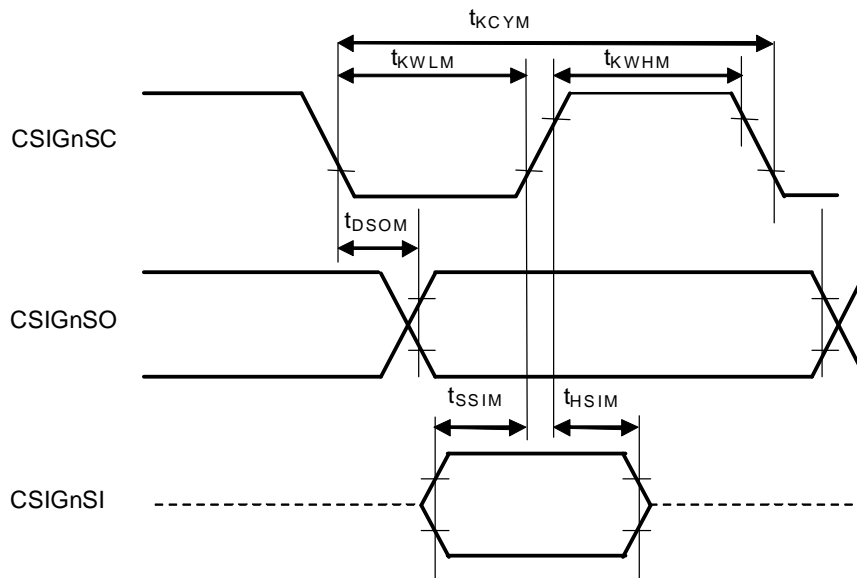 tKCYM
tKWLM tKWHM
CSIGnSC
tDSOM
CSIGnSO
tSSIM tHSIM
CSIGnSI